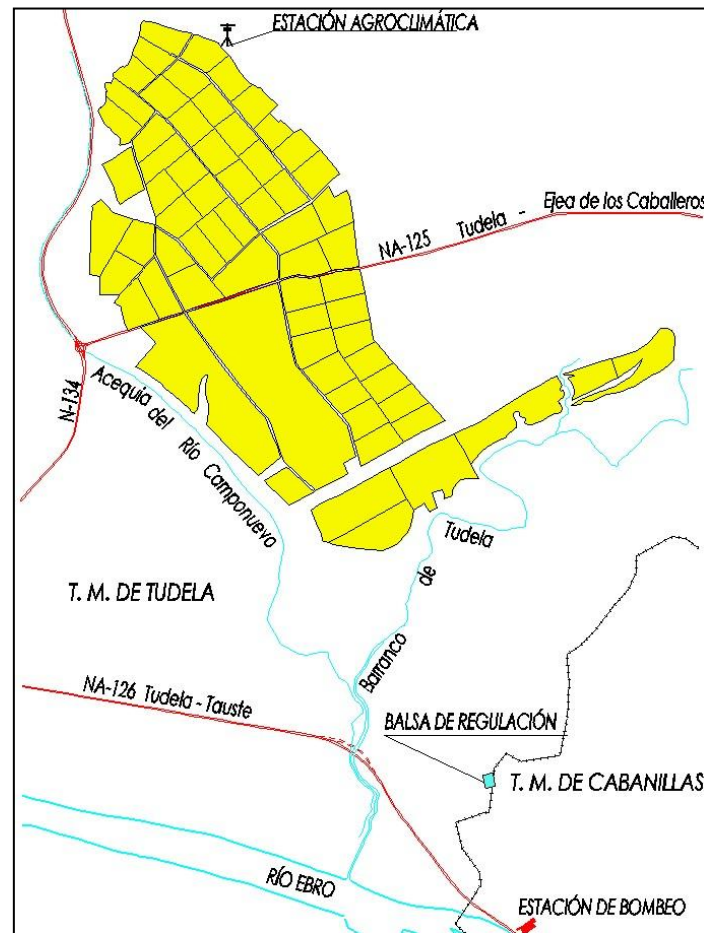 ESTACIÓN AGROCLIMÁTICA
Ejea de los Caballeros
NA-125 Tudela -
N-134
Acequia del Río Camponuevo
Tudela
de
Barranco
T. M. DE TUDELA
NA-126 Tudela - Tauste
BALSA DE REGULACIÓN
T. M. DE CABANILLAS
RÍO EBRO
ESTACIÓN DE BOMBEO